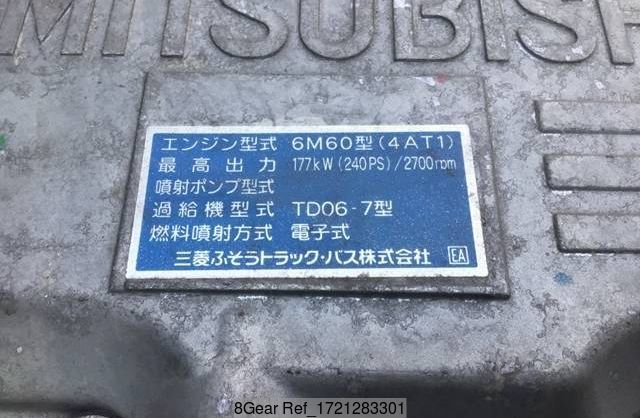 MITSUBISH
エンジン型式 6M60型(4AT1)
最高出力 177kW(240PS)/2700rpm
噴射ポンプ型式
過給機型式 TD06-7型
燃料噴射方式 電子式
三菱ふそうトラック・バス株式会社 EA
8Gear Ref_1721283301